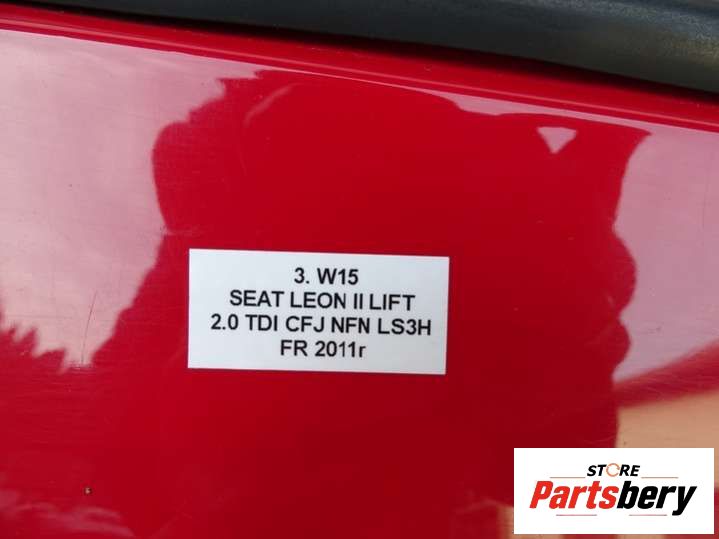 3. W15
SEAT LEON II LIFT
2.0 TDI CFJ NFN LS3H
FR 2011r
STORE
Partsbery